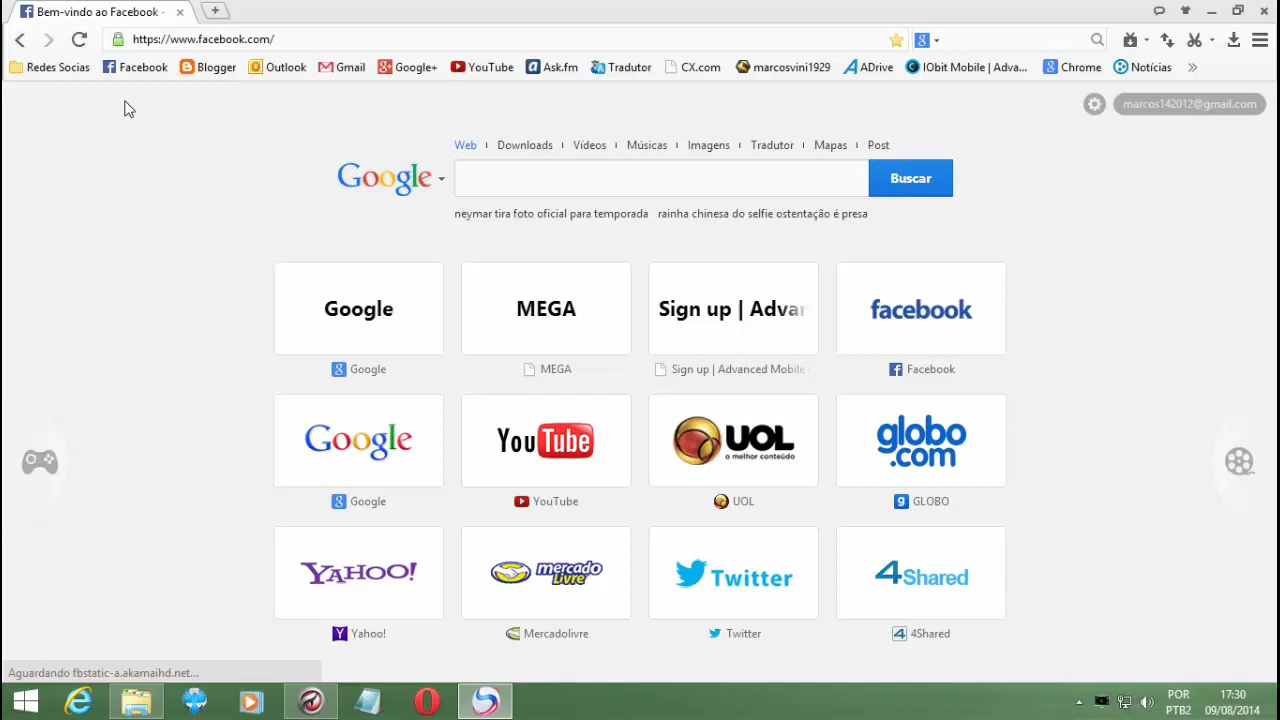 Bem-vindo ao Facebook -
https://www.facebook.com/
Redes Socias Facebook Blogger Outlook Gmail Google+ YouTube Ask.fm Tradutor CX.com marcosvini1929 ADrive IObit Mobile | Adva... Chrome Notícias
marcos142012@gmail.com
Web Downloads Vídeos Músicas Imagens Tradutor Mapas Post
Google Buscar
neymar tira foto oficial para temporada rainha chinesa do selfie ostentação é presa
Google MEGA Sign up | Advar facebook
Google MEGA Sign up | Advanced Mobile Facebook
Google YouTube UOL globo
o melhor conteúdo .com
Google YouTube UOL GLOBO
YAHOO! mercado Livre Twitter 4Shared
Yahoo! Mercadolivre Twitter 4Shared
Aguardando fbstatic-a.akamaihd.net...
POR 17:30
PTB2 09/08/2014